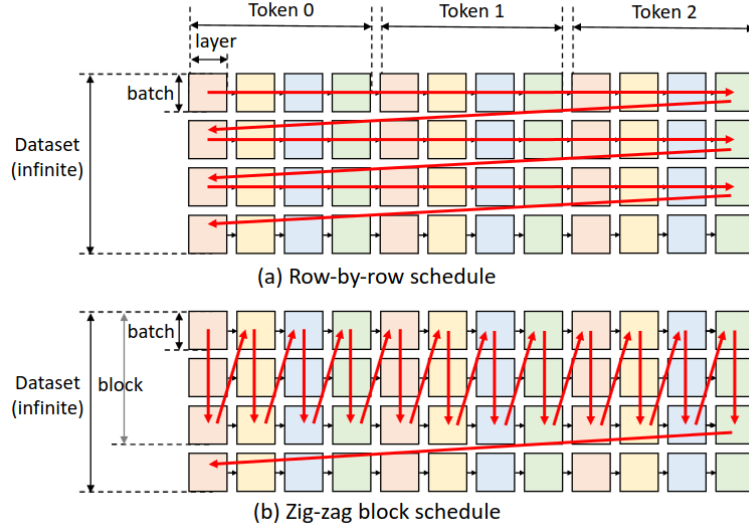 Token 0 Token 1 Token 2
layer
batch
Dataset
(infinite)
(a) Row-by-row schedule
batch
Dataset
(infinite)
block
(b) Zig-zag block schedule